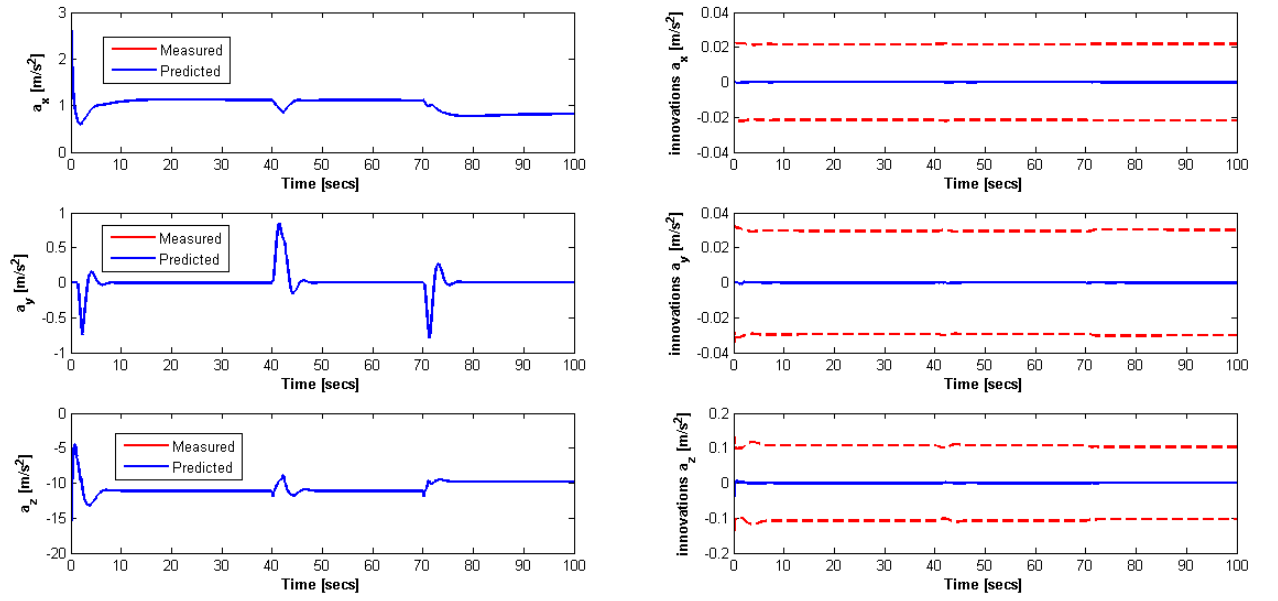 3
2
1
0
a_x [m/s²]
Measured
Predicted
0 10 20 30 40 50 60 70 80 90 100
Time [secs]
0.04
0.02
0
-0.02
-0.04
innovations a_x [m/s²]
0 10 20 30 40 50 60 70 80 90 100
Time [secs]
1
0.5
0
-0.5
-1
a_y [m/s²]
Measured
Predicted
0 10 20 30 40 50 60 70 80 90 100
Time [secs]
0.04
0.02
0
-0.02
-0.04
innovations a_y [m/s²]
0 10 20 30 40 50 60 70 80 90 100
Time [secs]
0
-5
-10
-15
-20
a_z [m/s²]
Measured
Predicted
0 10 20 30 40 50 60 70 80 90 100
Time [secs]
0.2
0.1
0
-0.1
-0.2
innovations a_z [m/s²]
0 10 20 30 40 50 60 70 80 90 100
Time [secs]